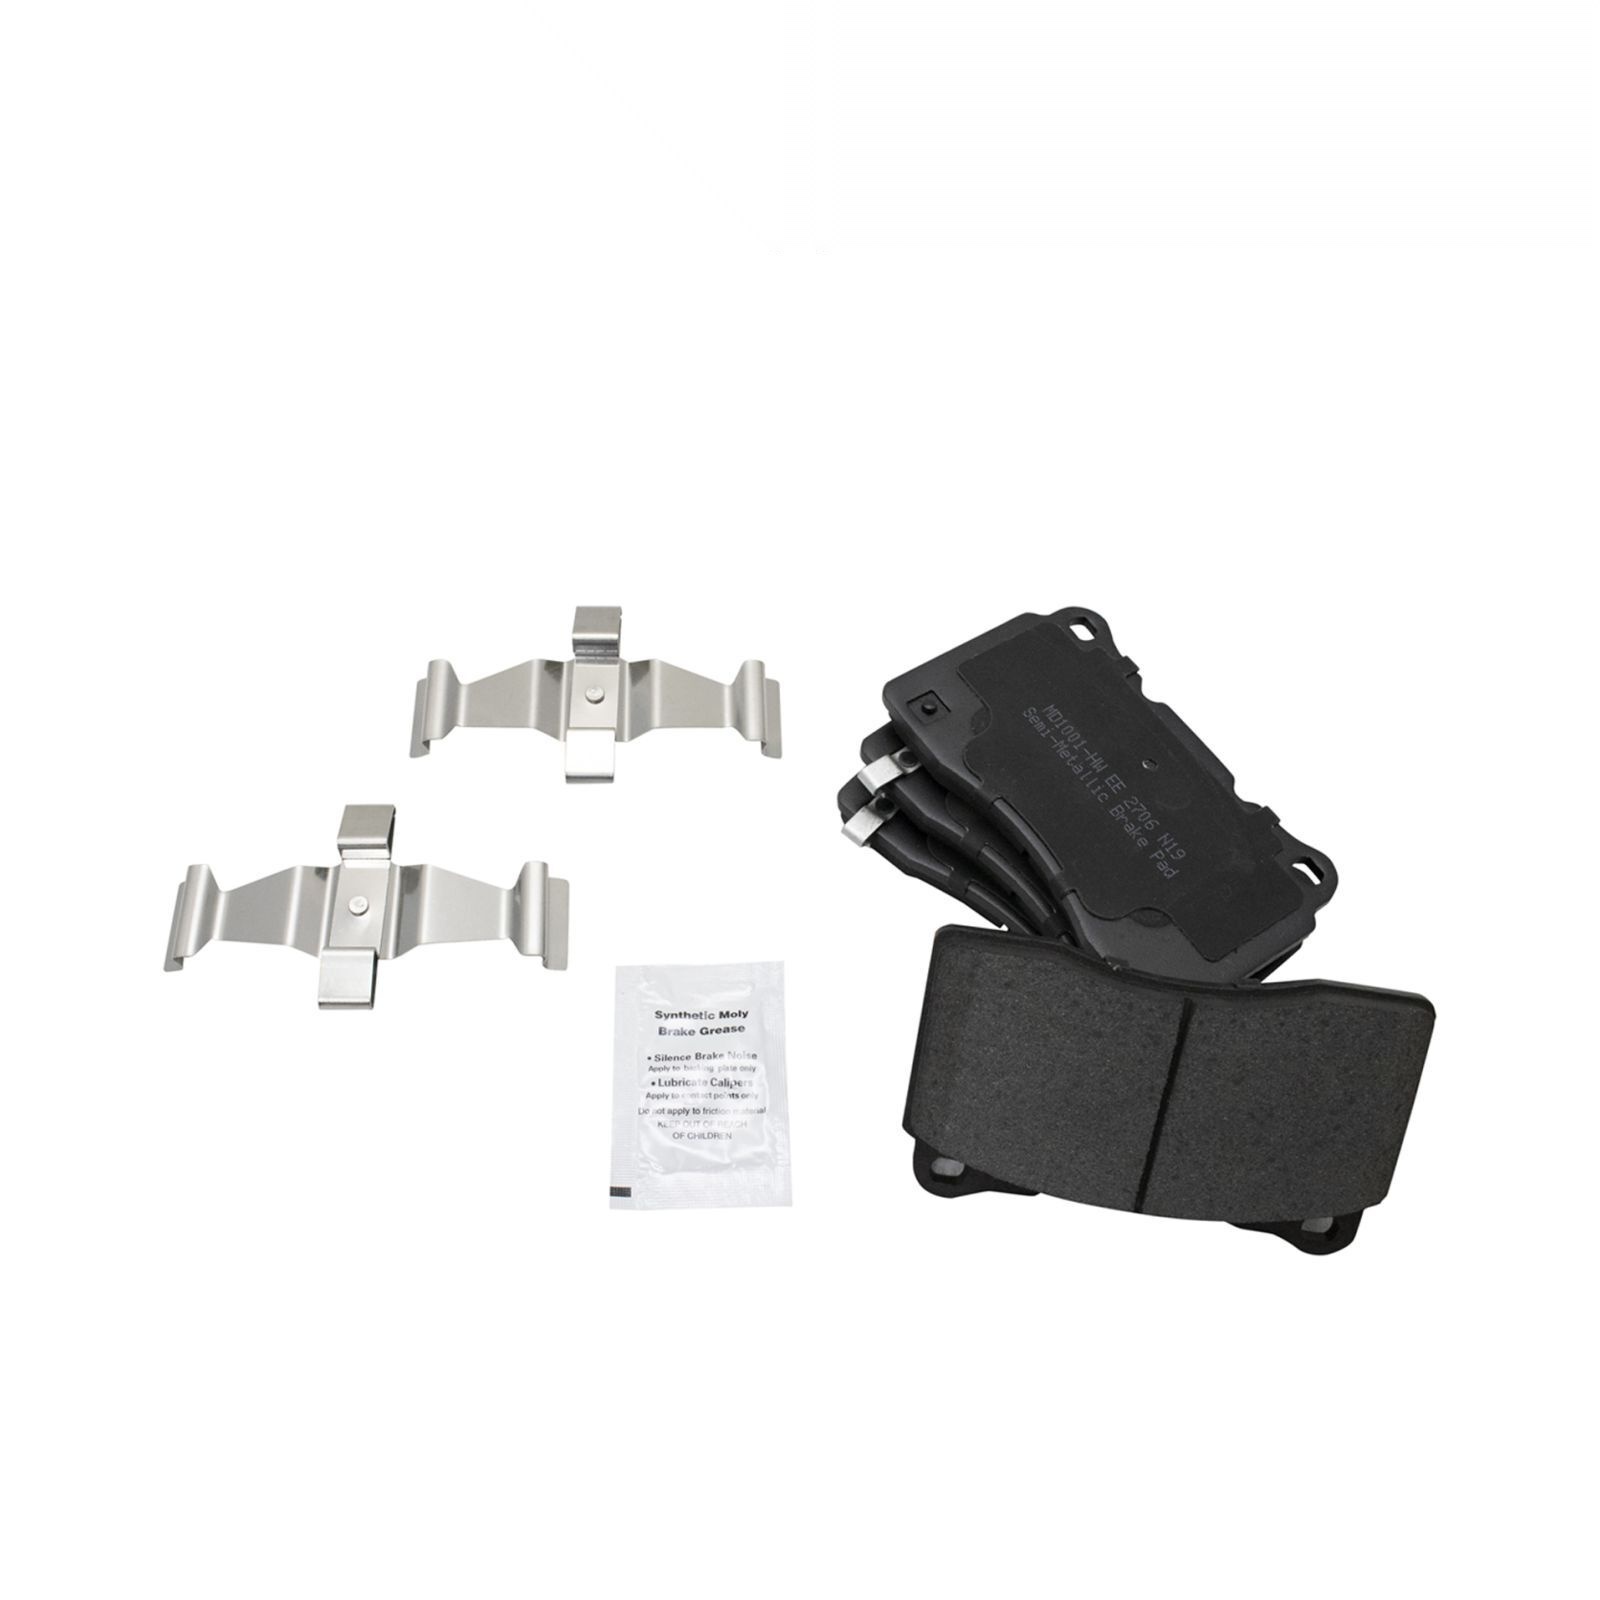 MD1001-HW EE 2706 N19
Semi-Metallic Brake Pad
Synthetic Moly
Brake Grease
• Silence Brake Noise
Apply to backing plate only
• Lubricate Calipers
Apply to contact points only
Do not apply to friction material
KEEP OUT OF REACH
OF CHILDREN